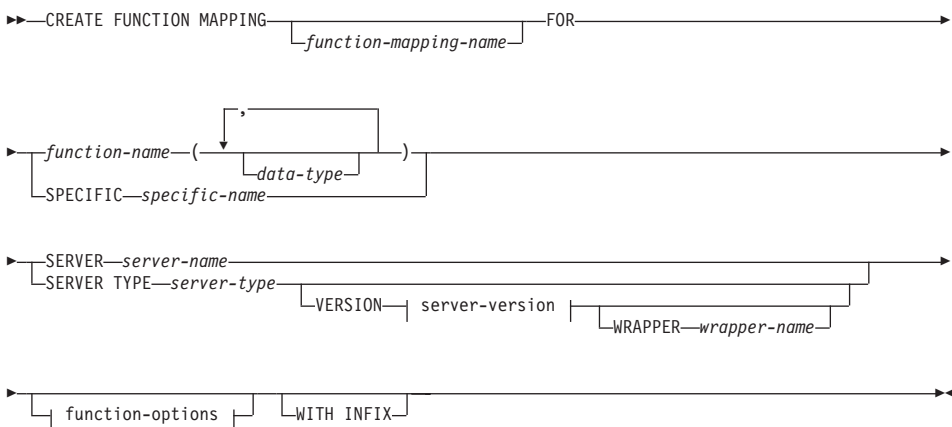 CREATE FUNCTION MAPPING FOR
function-mapping-name
,
function-name ( )
data-type
SPECIFIC specific-name
SERVER server-name
SERVER TYPE server-type
VERSION server-version
WRAPPER wrapper-name
function-options WITH INFIX